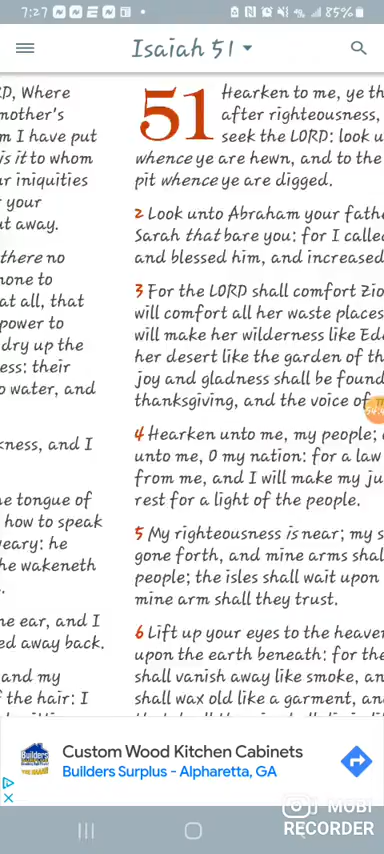 7:27
85%
Isaiah 51
RD, Where
mother's
m I have put
is it to whom
ur iniquities
r your
ut away.
there no
none to
at all, that
power to
dry up the
ess: their
o water, and
kness, and I
he tongue of
how to speak
weary: he
he wakeneth
s.
he ear, and I
ed away back.
and my
f the hair: I
51
Hearken to me, ye th
after righteousness,
seek the LORD: look u
whence ye are hewn, and to the
pit whence ye are digged.
2 Look unto Abraham your fathe
Sarah that bare you: for I calle
and blessed him, and increased
3 For the LORD shall comfort Zio
will comfort all her waste places
will make her wilderness like Ede
her desert like the garden of th
joy and gladness shall be found
thanksgiving, and the voice of m
4 Hearken unto me, my people; a
unto me, O my nation: for a law
from me, and I will make my ju
rest for a light of the people.
5 My righteousness is near; my s
gone forth, and mine arms shal
people; the isles shall wait upon
mine arm shall they trust.
6 Lift up your eyes to the heaven
upon the earth beneath: for the
shall vanish away like smoke, an
shall wax old like a garment, an
Custom Wood Kitchen Cabinets
Builders Surplus - Alpharetta, GA
Builders
MOBI
RECORDER